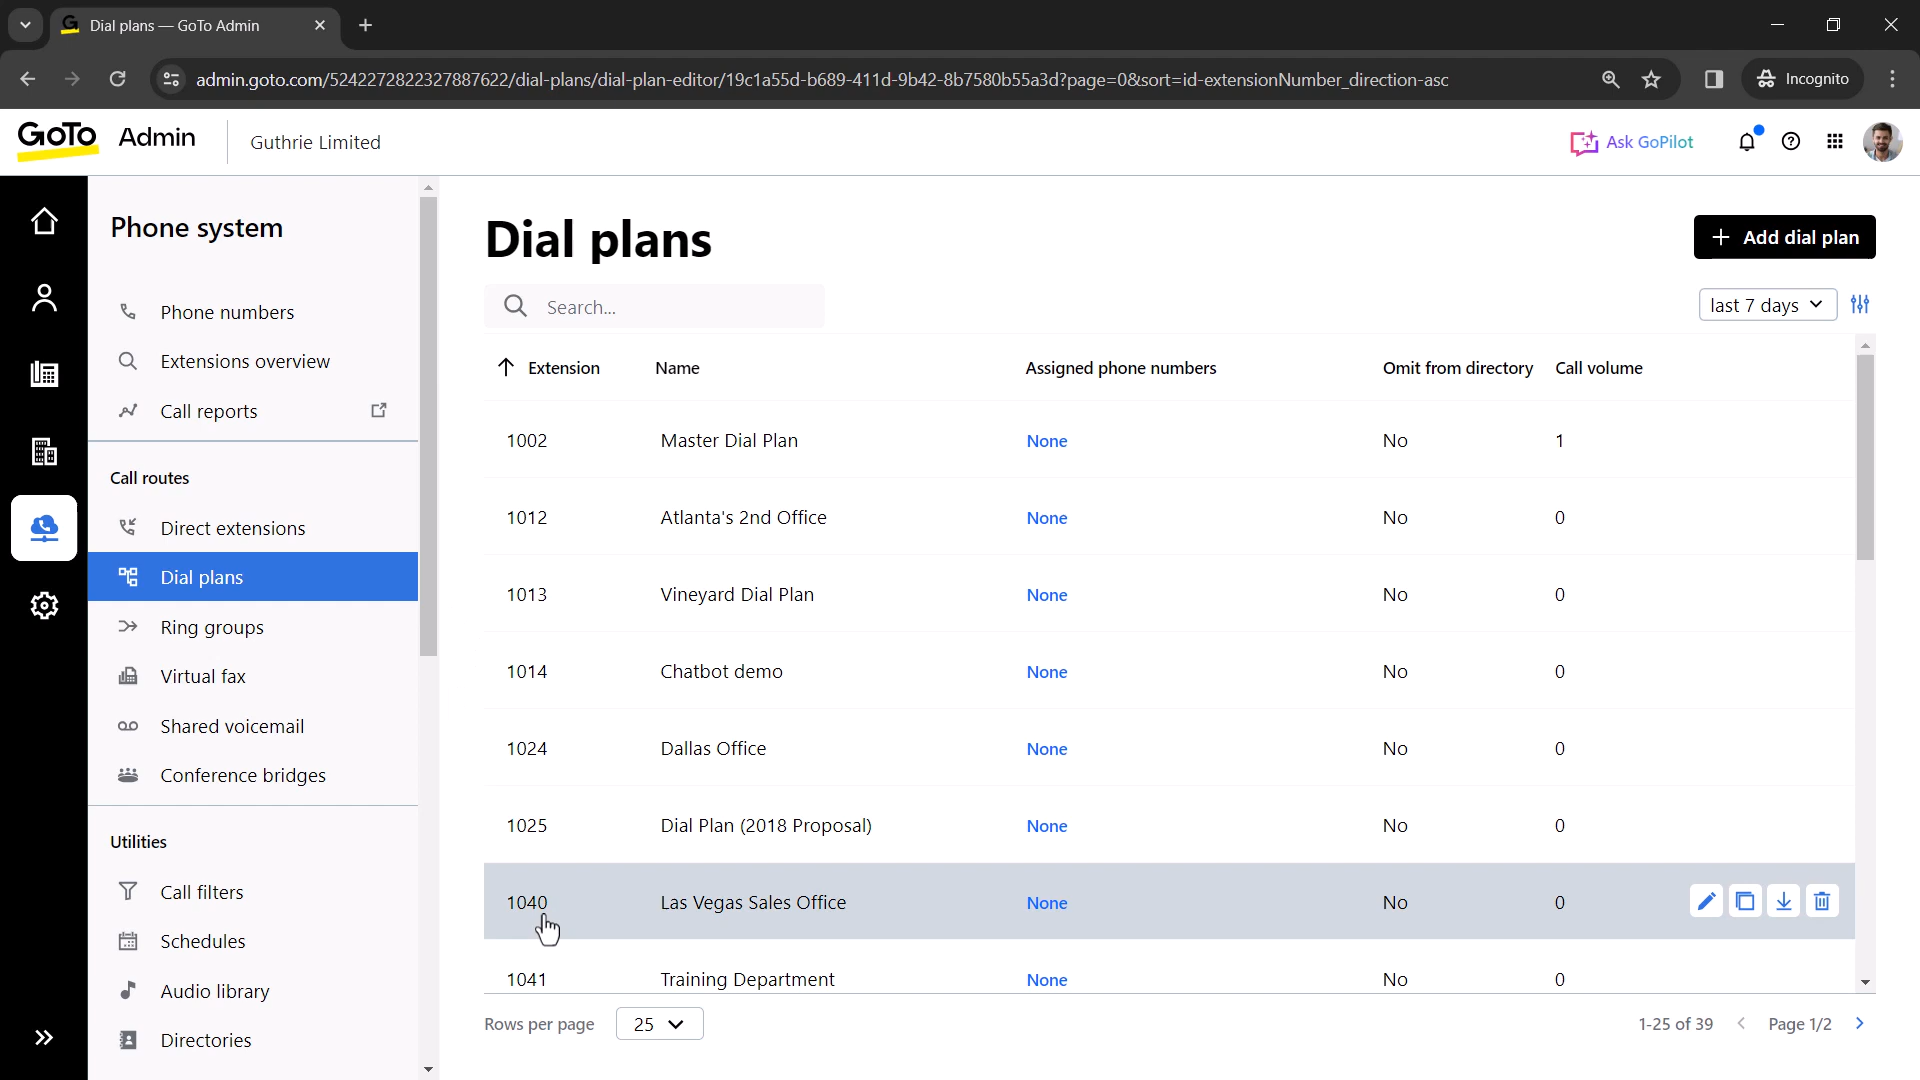 Dial plans — GoTo Admin
admin.goto.com/5242272822327887622/dial-plans/dial-plan-editor/19c1a55d-b689-411d-9b42-8b7580b55a3d?page=0&sort=id-extensionNumber_direction-asc
Incognito
GoTo Admin
Guthrie Limited
Ask GoPilot
Phone system
Phone numbers
Extensions overview
Call reports
Call routes
Direct extensions
Dial plans
Ring groups
Virtual fax
Shared voicemail
Conference bridges
Utilities
Call filters
Schedules
Audio library
Directories
Dial plans
+ Add dial plan
Search...
last 7 days
Extension Name Assigned phone numbers Omit from directory Call volume
1002 Master Dial Plan None No 1
1012 Atlanta's 2nd Office None No 0
1013 Vineyard Dial Plan None No 0
1014 Chatbot demo None No 0
1024 Dallas Office None No 0
1025 Dial Plan (2018 Proposal) None No 0
1040 Las Vegas Sales Office None No 0
1041 Training Department None No 0
Rows per page 25
1-25 of 39 Page 1/2